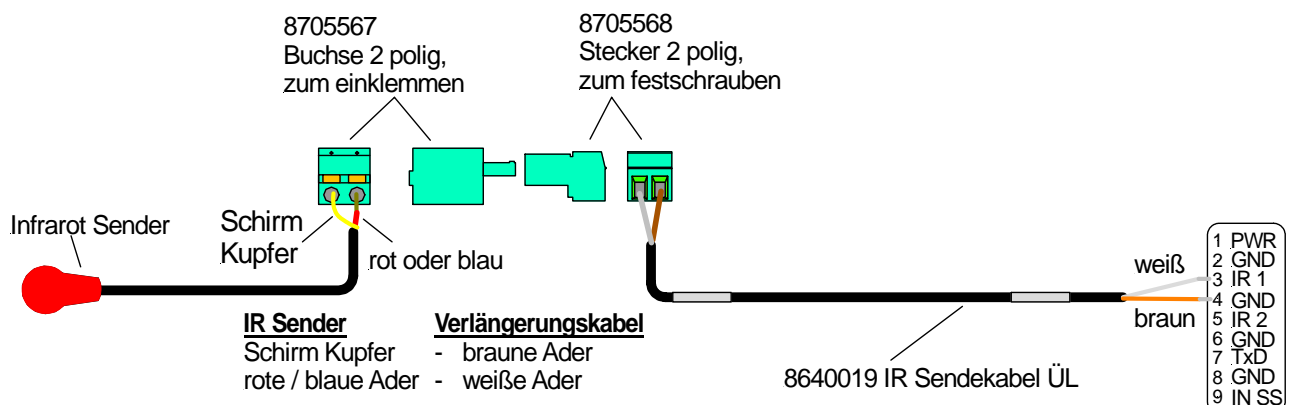 8705567
Buchse 2 polig,
zum einklemmen
8705568
Stecker 2 polig,
zum festschrauben
Infrarot Sender
Schirm
Kupfer
rot oder blau
IR Sender Verlängerungskabel
Schirm Kupfer - braune Ader
rote / blaue Ader - weiße Ader
8640019 IR Sendekabel ÜL
weiß
braun
1 PWR
2 GND
3 IR 1
4 GND
5 IR 2
6 GND
7 TxD
8 GND
9 IN SS